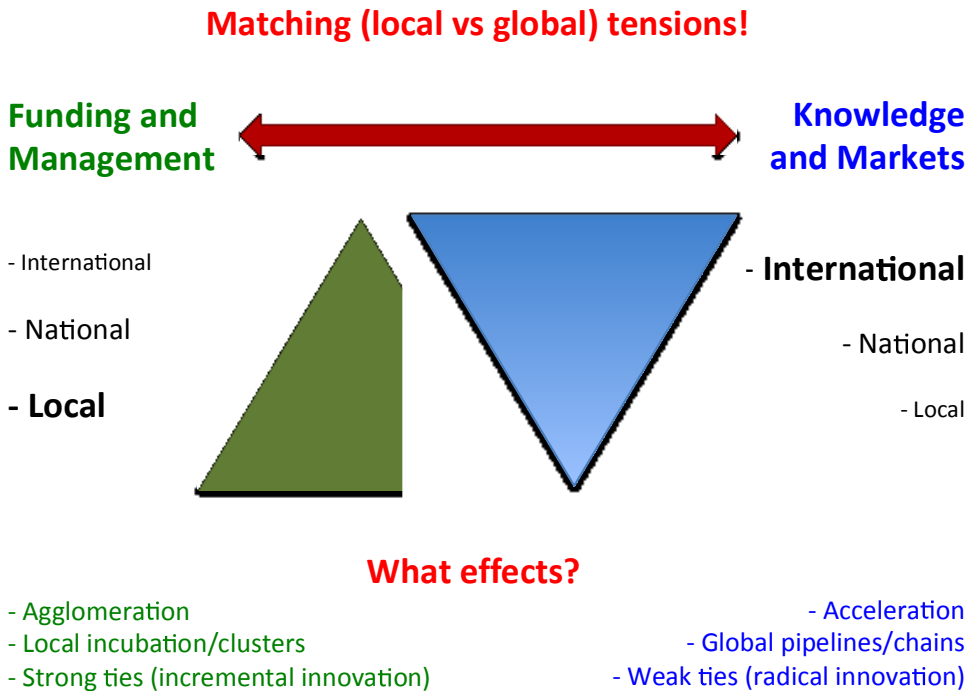 Matching (local vs global) tensions!
Funding and
Management
Knowledge
and Markets
- International
- National
- Local
- International
- National
- Local
What effects?
- Agglomeration
- Local incubation/clusters
- Strong ties (incremental innovation)
- Acceleration
- Global pipelines/chains
- Weak ties (radical innovation)